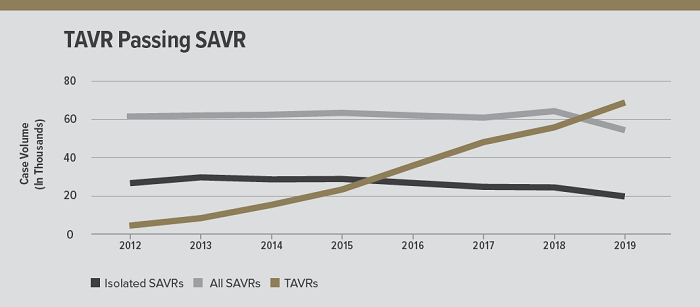 TAVR Passing SAVR
Case Volume
(In Thousands)
80
60
40
20
0
2012 2013 2014 2015 2016 2017 2018 2019
Isolated SAVRs All SAVRs TAVRs